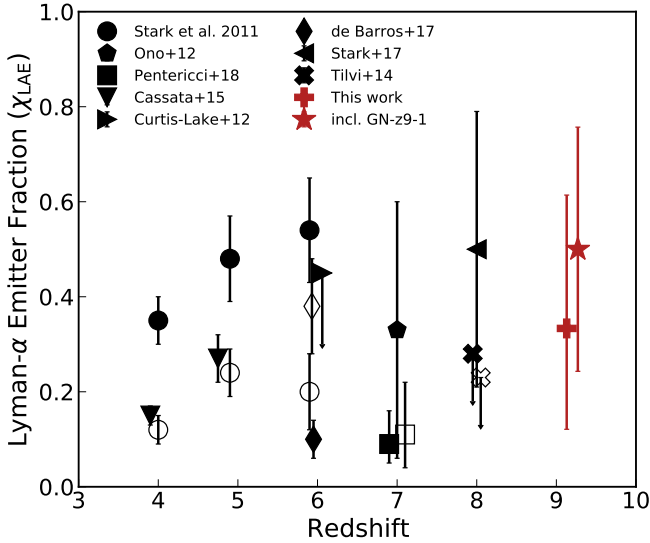 1.0
0.8
0.6
0.4
0.2
0.0
Lyman-α Emitter Fraction (χLAE)
Stark et al. 2011
Ono+12
Pentericci+18
Cassata+15
Curtis-Lake+12
de Barros+17
Stark+17
Tilvi+14
This work
incl. GN-z9-1
3 4 5 6 7 8 9 10
Redshift